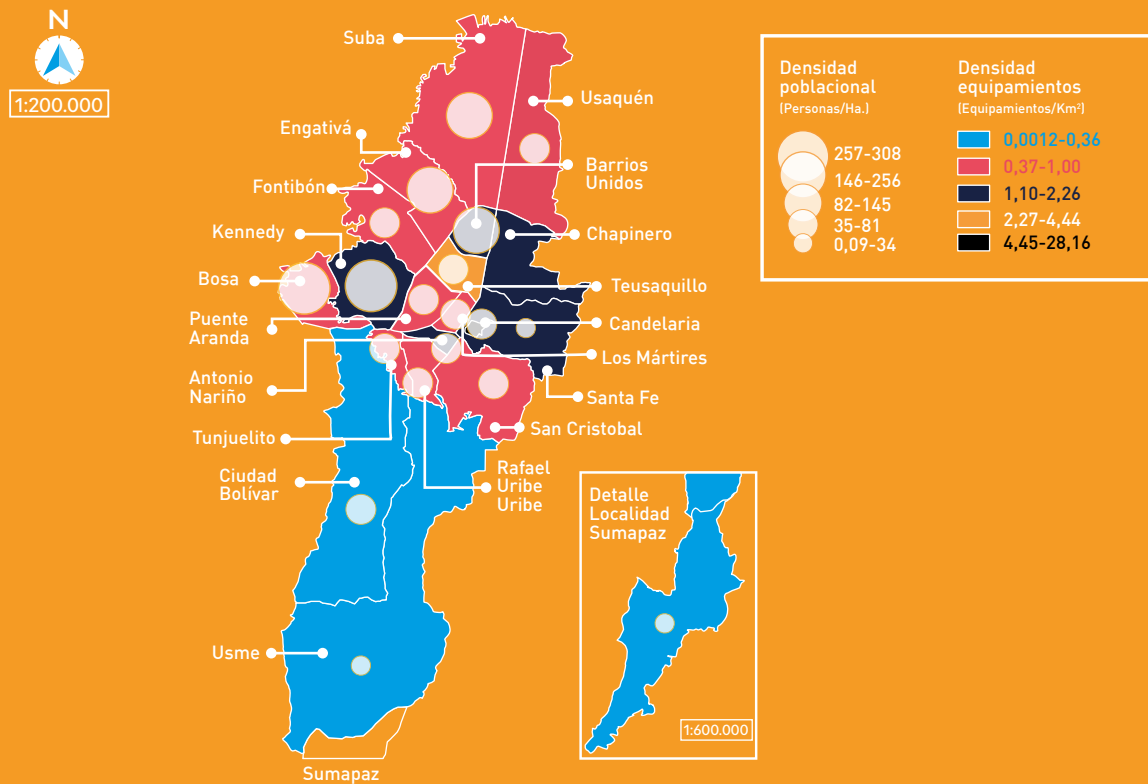 N
1:200.000
Suba
Usaquén
Engativá
Barrios
Unidos
Fontibón
Kennedy
Chapinero
Bosa
Teusaquillo
Puente
Aranda
Candelaria
Los Mártires
Antonio
Nariño
Santa Fe
San Cristobal
Tunjuelito
Ciudad
Bolívar
Rafael
Uribe
Uribe
Usme
Sumapaz
Densidad
poblacional
(Personas/Ha.)
257-308
146-256
82-145
35-81
0,09-34
Densidad
equipamientos
(Equipamientos/Km²)
0,0012-0,36
0,37-1,00
1,10-2,26
2,27-4,44
4,45-28,16
Detalle
Localidad
Sumapaz
1:600.000